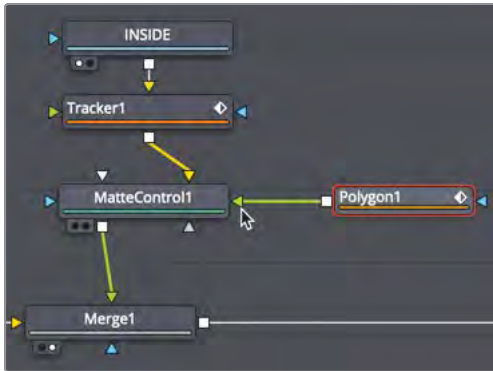 INSIDE
Tracker1
MatteControl1
Polygon1
Merge1